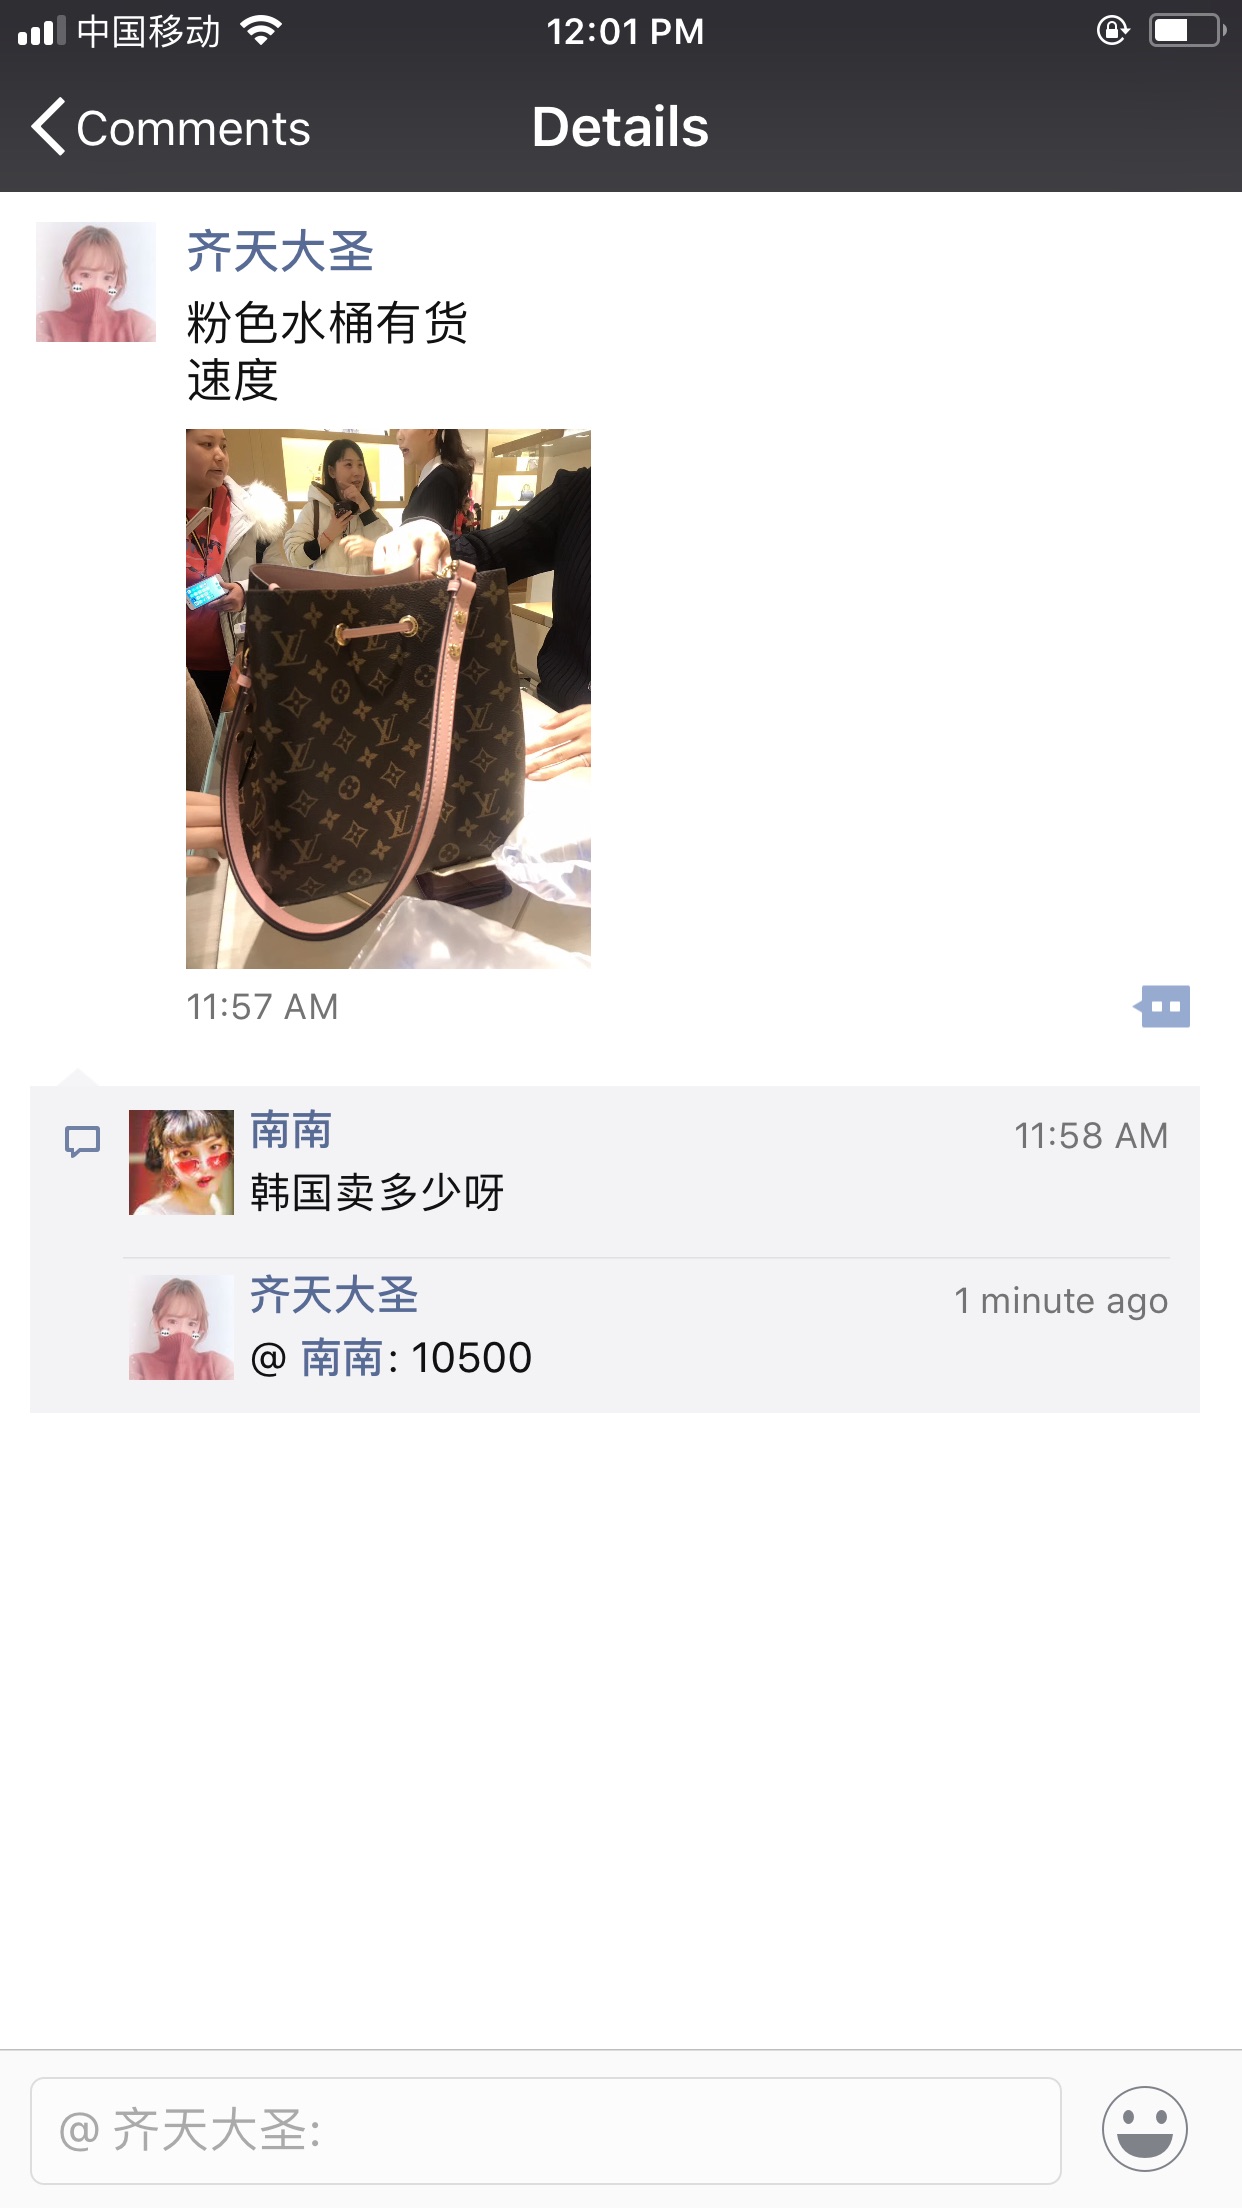 中国移动
12:01 PM
Comments
Details
齐天大圣
粉色水桶有货
速度
11:57 AM
南南
11:58 AM
韩国卖多少呀
齐天大圣
1 minute ago
@ 南南: 10500
@ 齐天大圣: